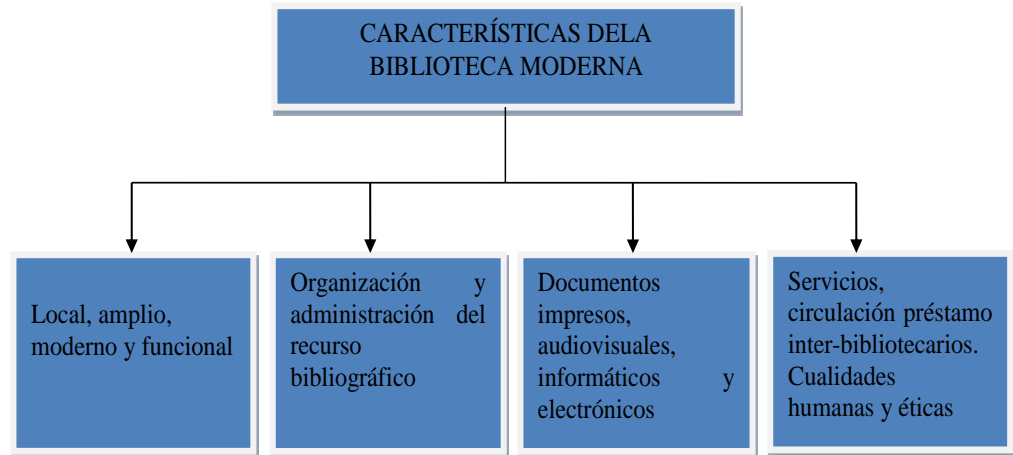 CARACTERÍSTICAS DELA
BIBLIOTECA MODERNA
Local, amplio,
moderno y funcional
Organización y
administración del
recurso
bibliográfico
Documentos
impresos,
audiovisuales,
informáticos y
electrónicos
Servicios,
circulación préstamo
inter-bibliotecarios.
Cualidades
humanas y éticas